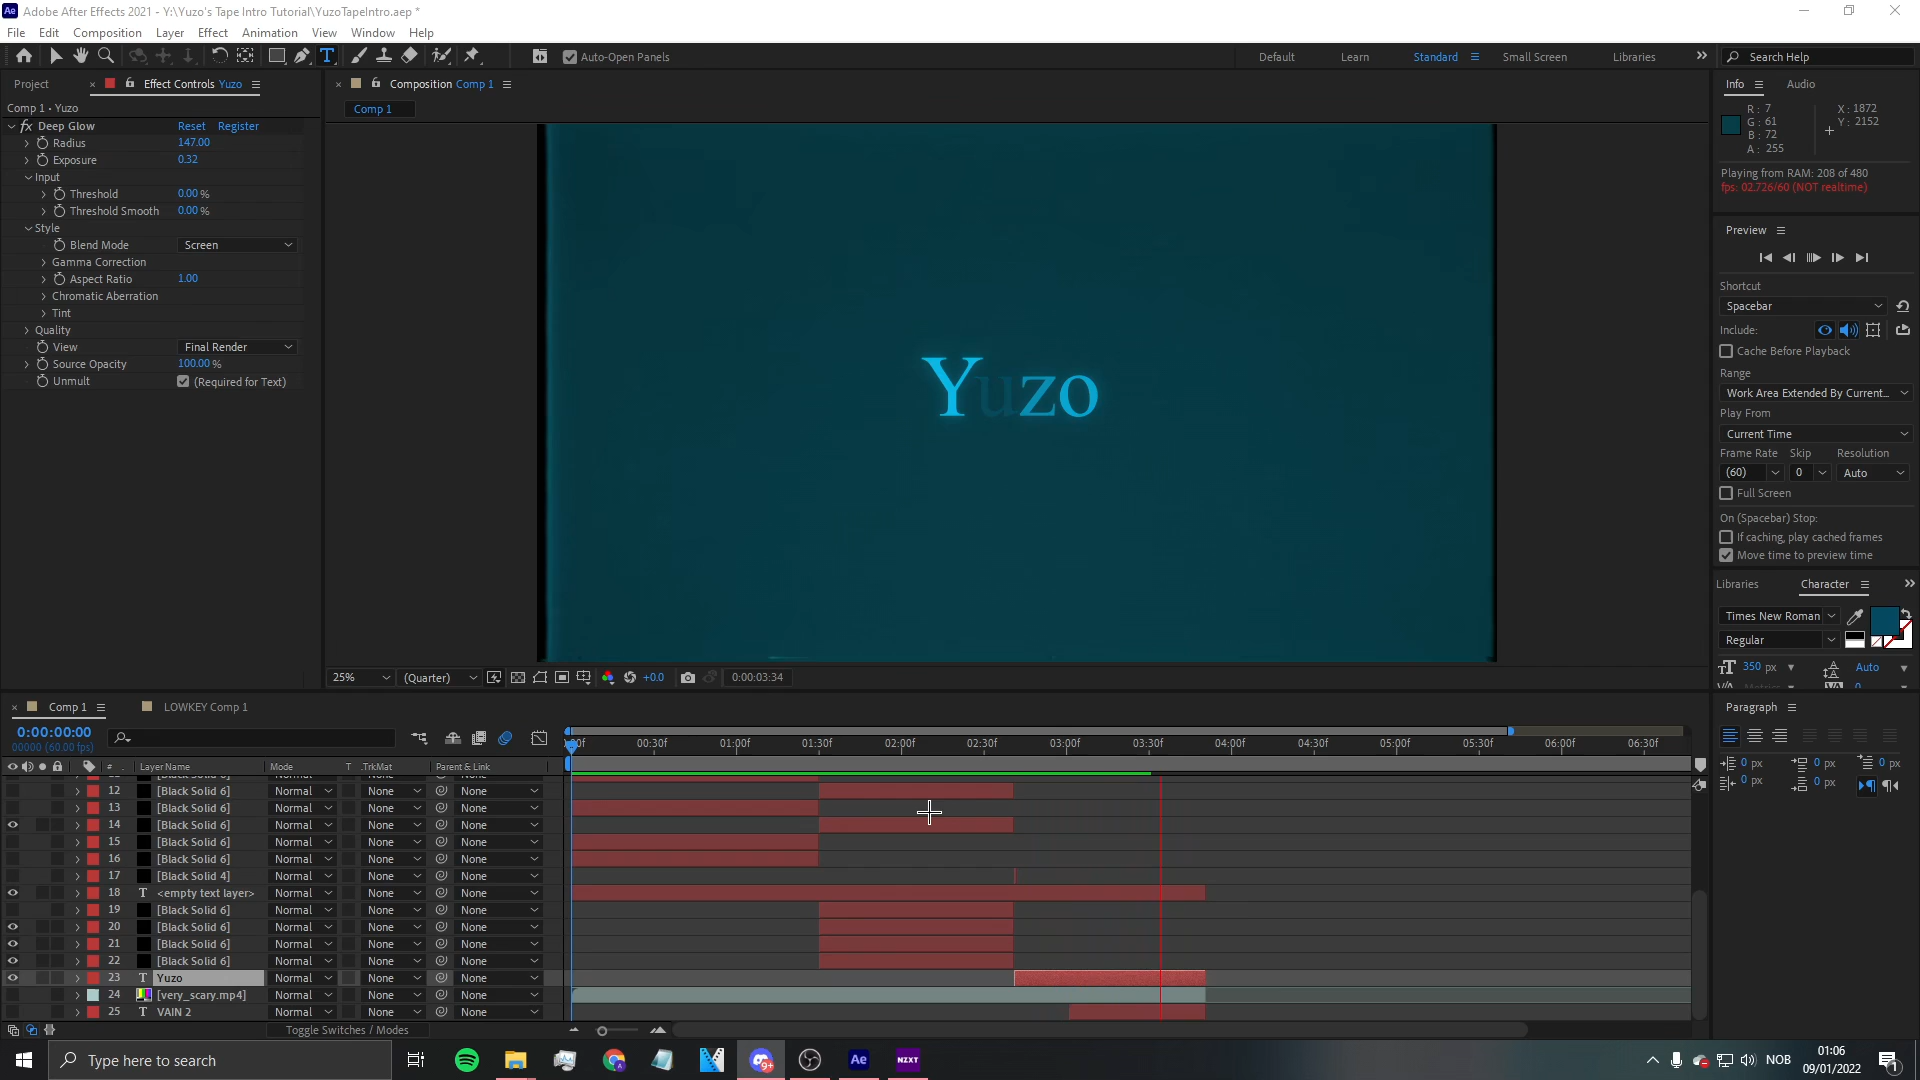 Adobe After Effects 2021 - Y:\Yuzo's Tape Intro Tutorial\YuzoTapeIntro.aep *
File Edit Composition Layer Effect Animation View Window Help
Auto-Open Panels Default Learn Standard Small Screen Libraries Search Help
Project Effect Controls Yuzo
Composition Comp 1
Info Audio
Comp 1 • Yuzo
Comp 1
fx Deep Glow Reset Register
Radius 147.00
Exposure 0.32
Input
Threshold 0.00 %
Threshold Smooth 0.00 %
Style
Blend Mode Screen
Gamma Correction
Aspect Ratio 1.00
Chromatic Aberration
Tint
Quality
View Final Render
Source Opacity 100.00 %
Unmult (Required for Text)
Yuzo
R: 7
G: 61
B: 72
A: 255
X: 1872
Y: 2152
Playing from RAM: 208 of 480
fps: 02.726/60 (NOT realtime)
Preview
Shortcut
Spacebar
Include:
Cache Before Playback
Range
Work Area Extended By Current...
Play From
Current Time
Frame Rate Skip Resolution
(60) 0 Auto
Full Screen
On (Spacebar) Stop:
If caching, play cached frames
Move time to preview time
Libraries Character
Times New Roman
Regular
350 px Auto
25% (Quarter) +0.0 0:00:03:34
Comp 1 LOWKEY Comp 1
Paragraph
0:00:00:00
00000 (60.00 fps)
00:30f 01:00f 01:30f 02:00f 02:30f 03:00f 03:30f 04:00f 04:30f 05:00f 05:30f 06:00f 06:30f
# Layer Name Mode T .TrkMat Parent & Link
12 [Black Solid 6] Normal None None
13 [Black Solid 6] Normal None None
14 [Black Solid 6] Normal None None
15 [Black Solid 6] Normal None None
16 [Black Solid 6] Normal None None
17 [Black Solid 4] Normal None None
18 T <empty text layer> Normal None None
19 [Black Solid 6] Normal None None
20 [Black Solid 6] Normal None None
21 [Black Solid 6] Normal None None
22 [Black Solid 6] Normal None None
23 T Yuzo Normal None None
24 [very_scary.mp4] Normal None None
25 T VAIN 2 Normal None None
0 px 0 px 0 px
0 px 0 px
Toggle Switches / Modes
Type here to search
9+
Ae
NZXT
NOB
01:06
09/01/2022
1